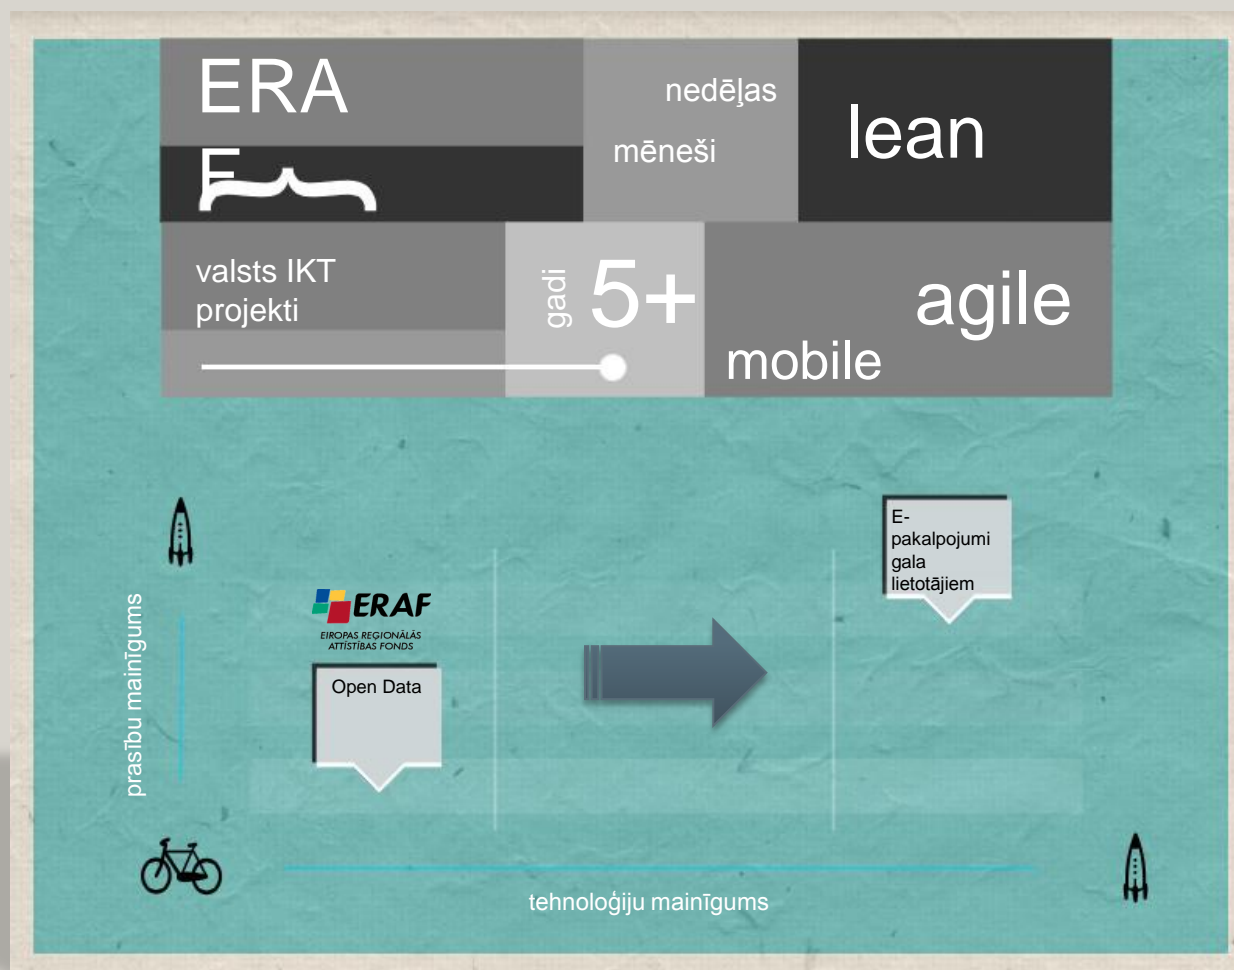 ERA
F
nedēļas
mēneši
lean
valsts IKT
projekti
gadi
5+
agile
mobile
E-
pakalpojumi
gala
lietotājiem
ERAF
EIROPAS REĢIONĀLĀS
ATTĪSTĪBAS FONDS
Open Data
prasību mainīgums
tehnoloģiju mainīgums